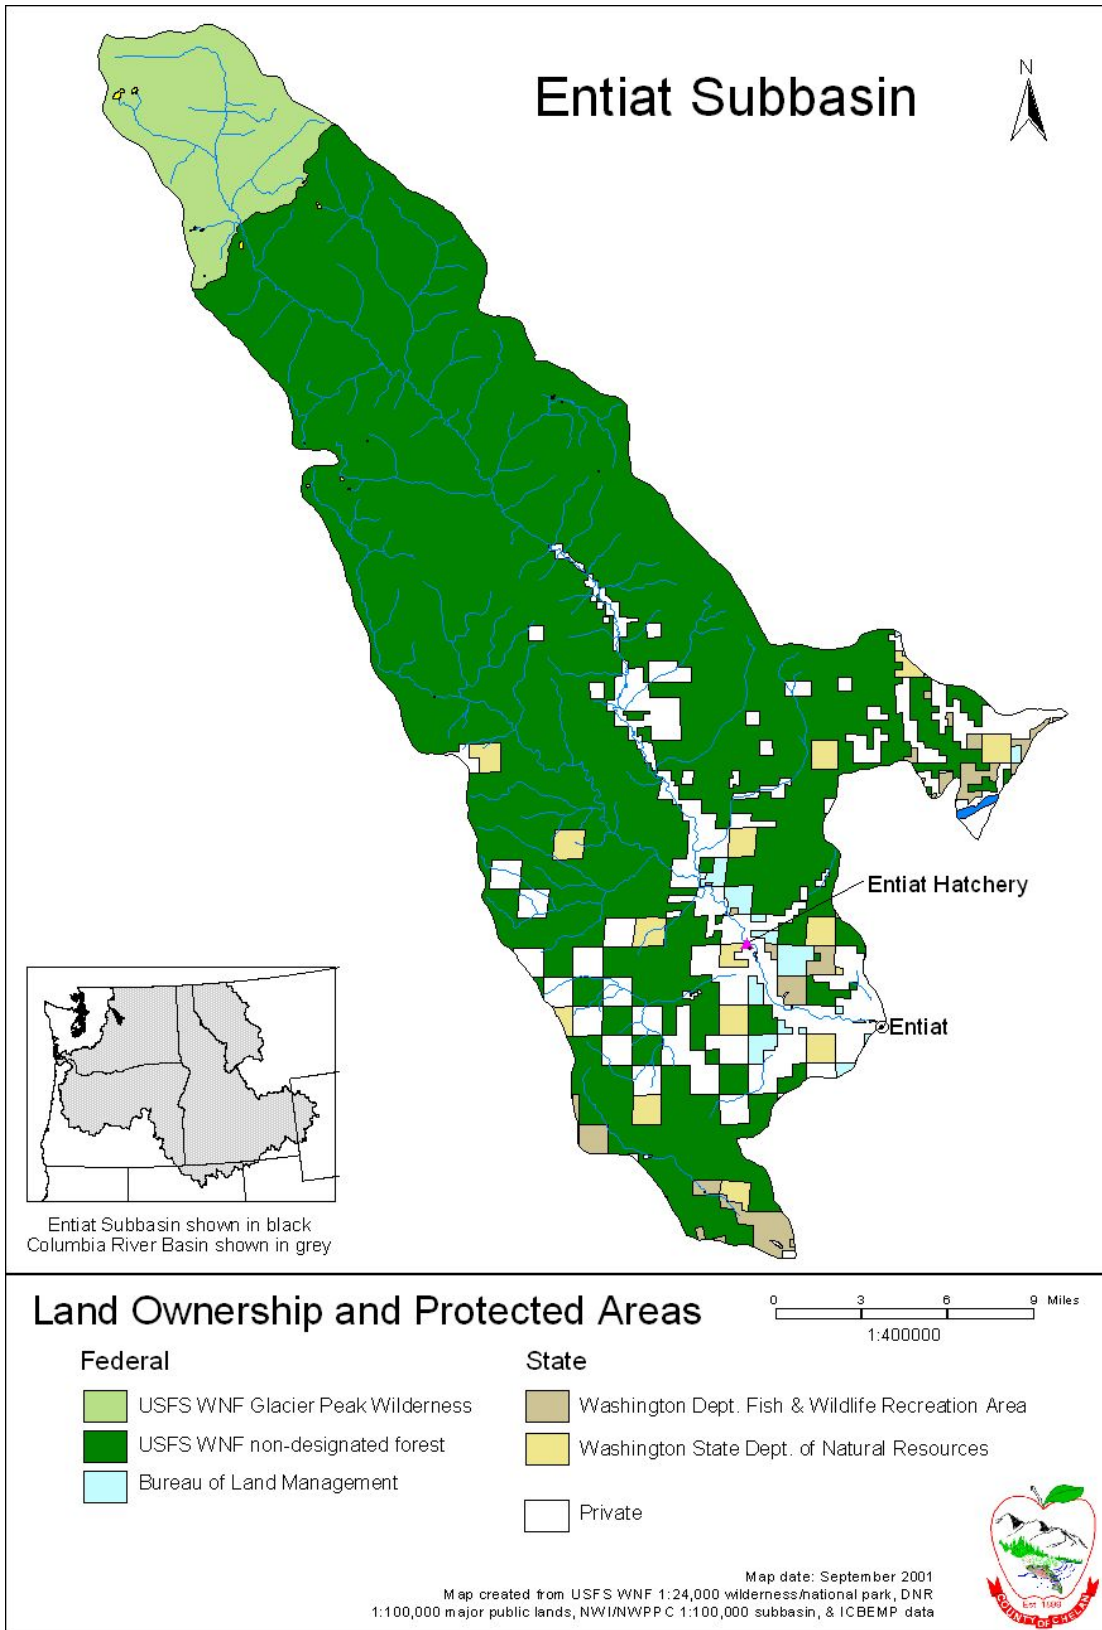 Entiat Subbasin
N
Entiat Hatchery
Entiat
Entiat Subbasin shown in black
Columbia River Basin shown in grey
Land Ownership and Protected Areas
0 3 6 9 Miles
1:400000
Federal
USFS WNF Glacier Peak Wilderness
USFS WNF non-designated forest
Bureau of Land Management
State
Washington Dept. Fish & Wildlife Recreation Area
Washington State Dept. of Natural Resources
Private
Map date: September 2001
Map created from USFS WNF 1:24,000 wilderness/national park, DNR
1:100,000 major public lands, NWI/NWPPC 1:100,000 subbasin, & ICBEMP data
COUNTY OF CHELAN